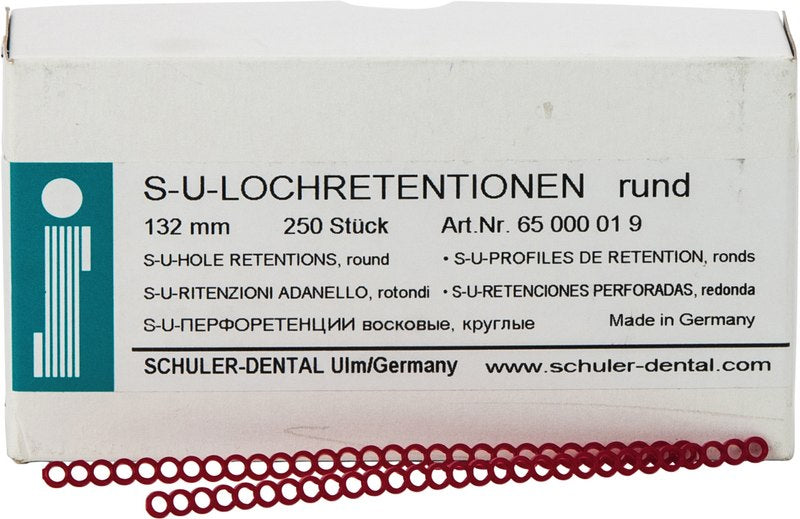 S-U-LOCHRETENTIONEN rund
132 mm 250 Stück Art.Nr. 65 000 01 9
S-U-HOLE RETENTIONS, round • S-U-PROFILES DE RETENTION, ronds
S-U-RITENZIONI ADANELLO, rotondi • S-U-RETENCIONES PERFORADAS, redonda
S-U-ПЕРФОРЕТЕНЦИИ восковые, круглые Made in Germany
SCHULER-DENTAL Ulm/Germany www.schuler-dental.com